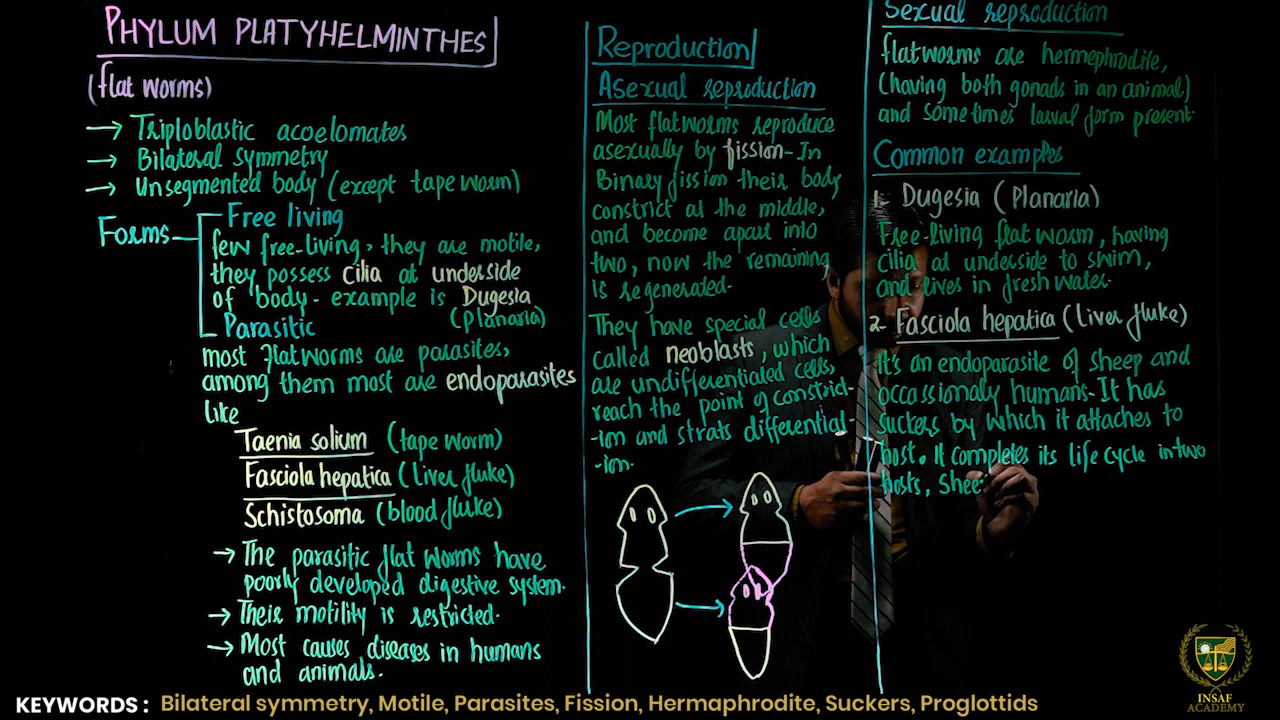 PHYLUM PLATYHELMINTHES
(flat worms)
→ Triploblastic acoelomates
→ Bilateral symmetry
→ Unsegmented body (except tape worm)
Forms
Free living
few free-living, they are motile,
they possess cilia at underside
of body. example is Dugesia
(Planaria)
Parasitic
most flatworms are parasites,
among them most are endoparasites
like
Taenia solium (tape worm)
Fasciola hepatica (liver fluke)
Schistosoma (blood fluke)
→ The parasitic flat worms have
poorly developed digestive system.
→ Their motility is restricted.
→ Most causes diseases in humans
and animals.
Reproduction
Asexual reproduction
Most flatworms reproduce
asexually by fission. In
Binary fission their body
constrict at the middle,
and become apart into
two, now the remaining
is regenerated.
They have special cells
called neoblasts, which
are undifferentiated cells,
reach the point of constrict-
-ion and strats differential-
-ion.
Sexual reproduction
flatworms are hermephrodite,
(having both gonads in an animal)
and sometimes larval form present.
Common examples
1- Dugesia (Planaria)
Free-living flat worm, having
cilia at underside to swim,
and lives in fresh water.
2- Fasciola hepatica (liver fluke)
It's an endoparasite of sheep and
occassionaly humans. It has
suckers by which it attaches to
host. It completes its life cycle in two
hosts, Shee
KEYWORDS : Bilateral symmetry, Motile, Parasites, Fission, Hermaphrodite, Suckers, Proglottids
INSAF
ACADEMY